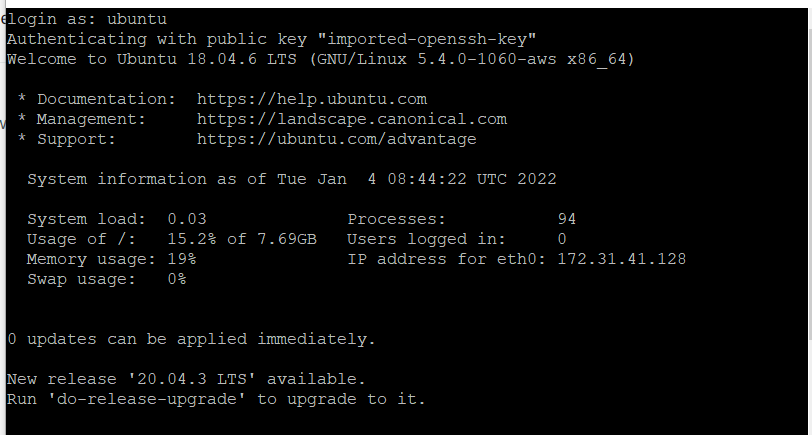 login as: ubuntu
Authenticating with public key "imported-openssh-key"
Welcome to Ubuntu 18.04.6 LTS (GNU/Linux 5.4.0-1060-aws x86_64)
* Documentation:  https://help.ubuntu.com
* Management:     https://landscape.canonical.com
* Support:        https://ubuntu.com/advantage
System information as of Tue Jan  4 08:44:22 UTC 2022
System load:  0.03              Processes:           94
Usage of /:   15.2% of 7.69GB   Users logged in:     0
Memory usage: 19%               IP address for eth0: 172.31.41.128
Swap usage:   0%
0 updates can be applied immediately.
New release '20.04.3 LTS' available.
Run 'do-release-upgrade' to upgrade to it.